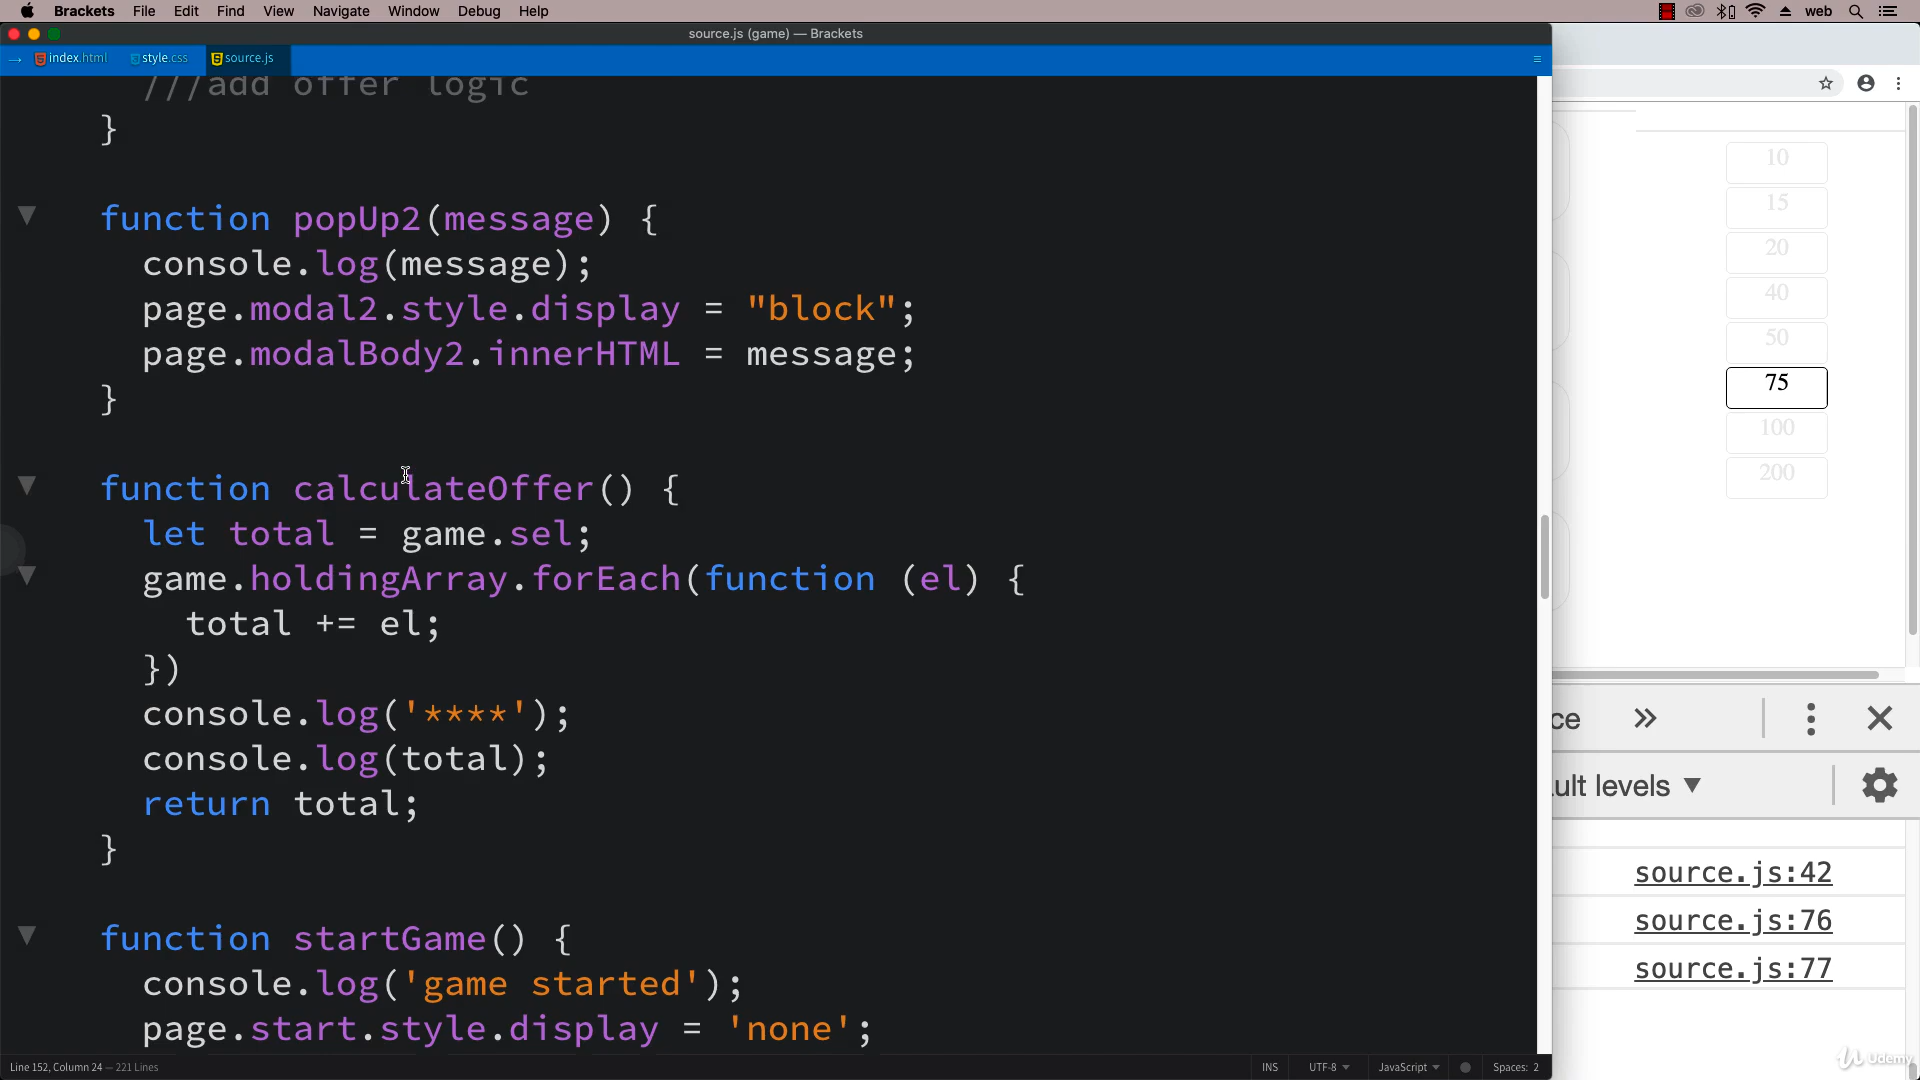 Brackets File Edit Find View Navigate Window Debug Help
web
source.js (game) — Brackets
index.html style.css source.js
///add offer logic
}
function popUp2(message) {
console.log(message);
page.modal2.style.display = "block";
page.modalBody2.innerHTML = message;
}
function calculateOffer() {
let total = game.sel;
game.holdingArray.forEach(function (el) {
total += el;
})
console.log('****');
console.log(total);
return total;
}
function startGame() {
console.log('game started');
page.start.style.display = 'none';
Line 152, Column 24 — 221 Lines
INS UTF-8 JavaScript Spaces: 2
10
15
20
40
50
75
100
200
ce
ult levels
source.js:42
source.js:76
source.js:77
Udemy